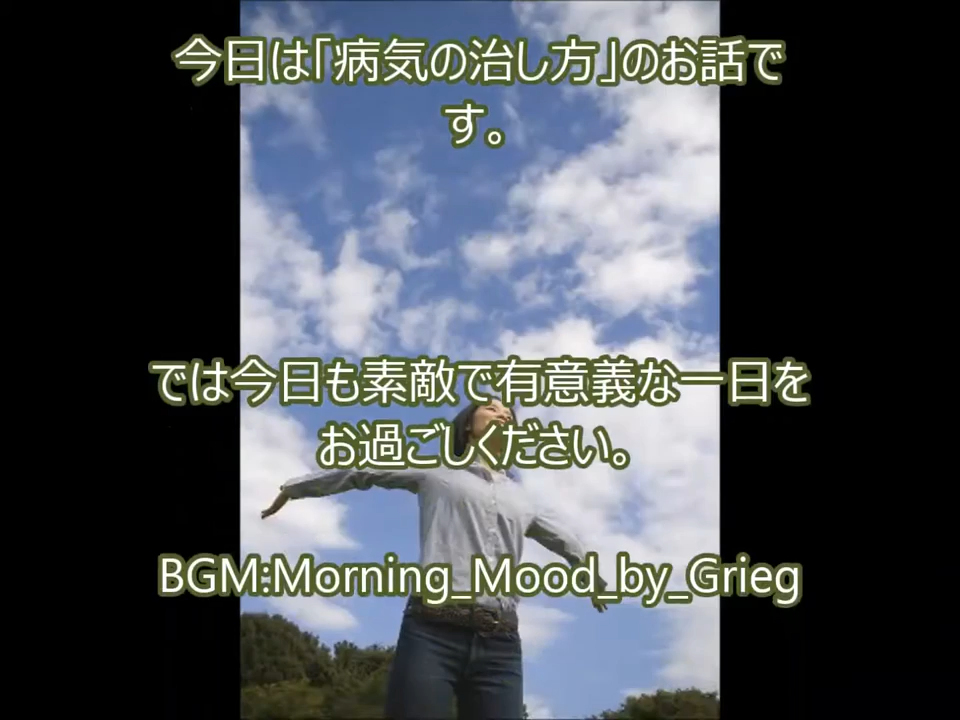 今日は「病気の治し方」のお話で
す。
では今日も素敵で有意義な一日を
お過ごしください。
BGM:Morning_Mood_by_Grieg